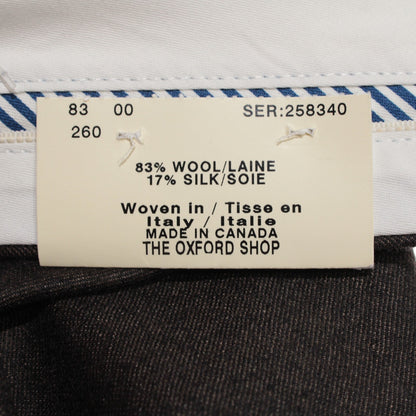 83 00 SER:258340
260
83% WOOL/LAINE
17% SILK/SOIE
Woven in / Tisse en
Italy / Italie
MADE IN CANADA
THE OXFORD SHOP